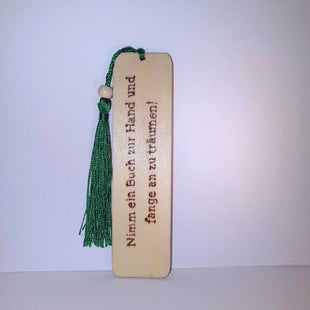 Nimm ein Buch zur Hand und
fange an zu träumen!